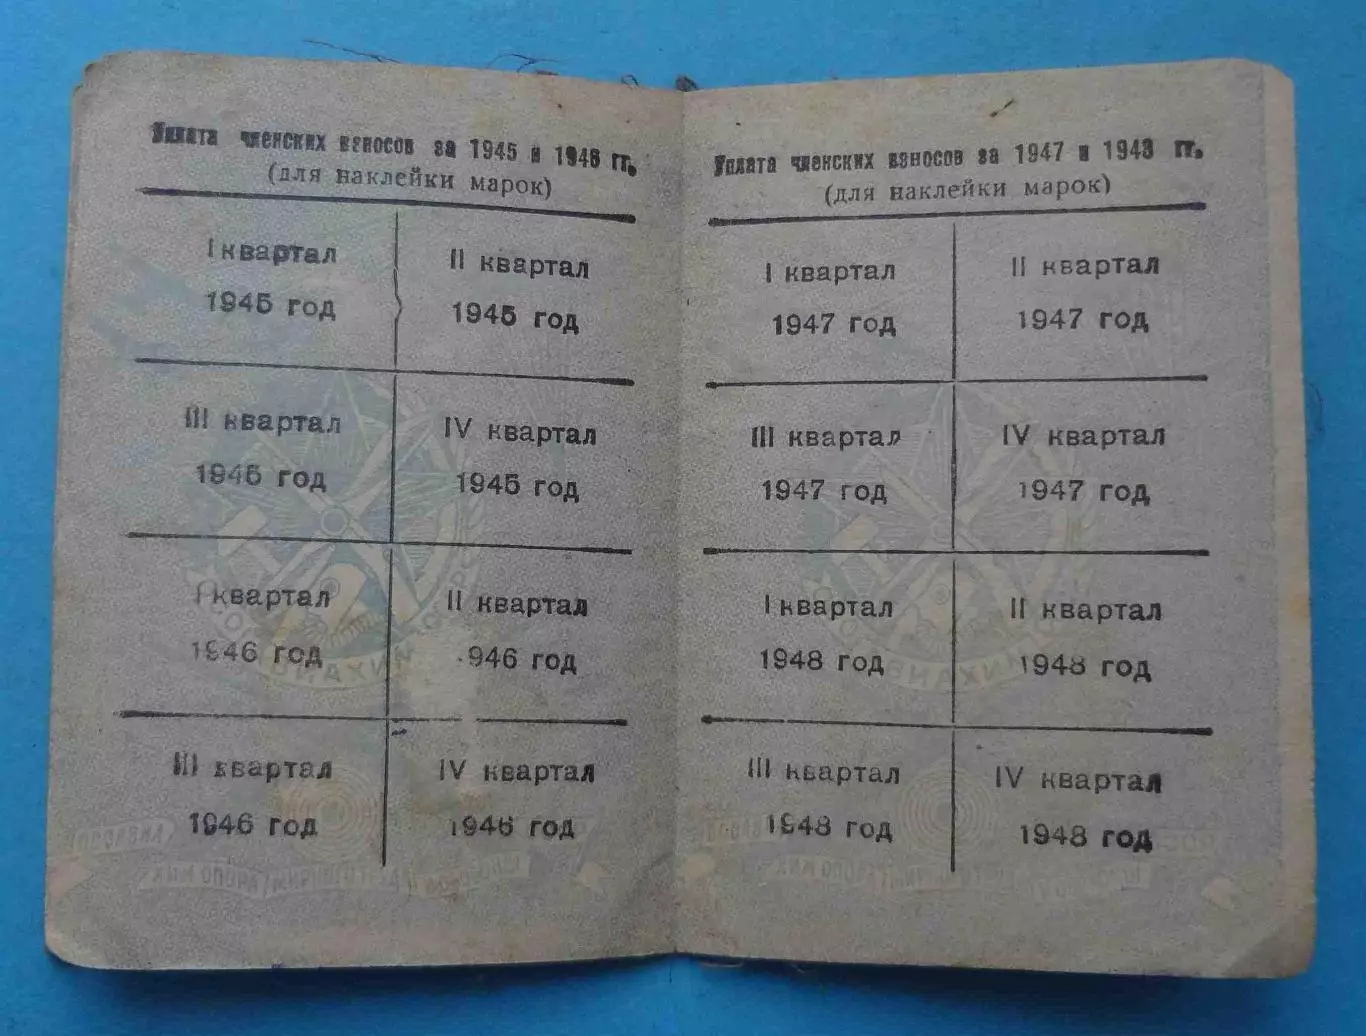 Уплата членских взносов за 1945 и 1946 гг.
(для наклейки марок)
I квартал
1945 год
II квартал
1945 год
III квартал
1945 год
IV квартал
1945 год
I квартал
1946 год
II квартал
946 год
III квартал
1946 год
IV квартал
1946 год
Уплата членских взносов за 1947 и 1948 гг.
(для наклейки марок)
I квартал
1947 год
II квартал
1947 год
III квартал
1947 год
IV квартал
1947 год
I квартал
1948 год
II квартал
1948 год
III квартал
1948 год
IV квартал
1948 год